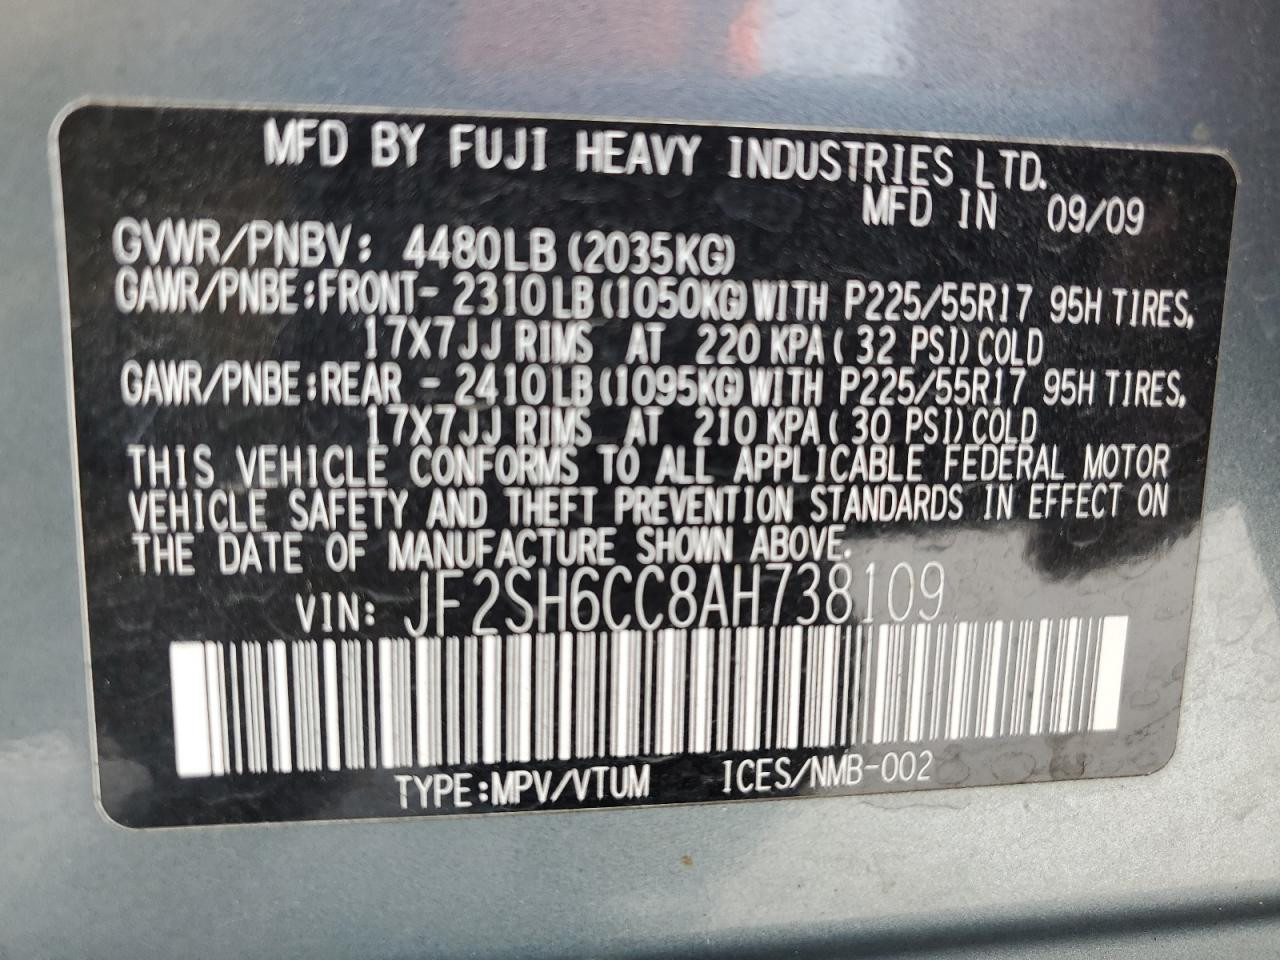 MFD BY FUJI HEAVY INDUSTRIES LTD.
MFD IN 09/09
GVWR/PNBV: 4480LB (2035KG)
GAWR/PNBE:FRONT- 2310LB(1050KG)WITH P225/55R17 95H TIRES,
17X7JJ RIMS AT 220 KPA( 32 PSI)COLD
GAWR/PNBE:REAR - 2410LB(1095KG)WITH P225/55R17 95H TIRES,
17X7JJ RIMS AT 210 KPA( 30 PSI)COLD
THIS VEHICLE CONFORMS TO ALL APPLICABLE FEDERAL MOTOR
VEHICLE SAFETY AND THEFT PREVENTION STANDARDS IN EFFECT ON
THE DATE OF MANUFACTURE SHOWN ABOVE.
VIN: JF2SH6CC8AH738109
TYPE:MPV/VTUM ICES/NMB-002